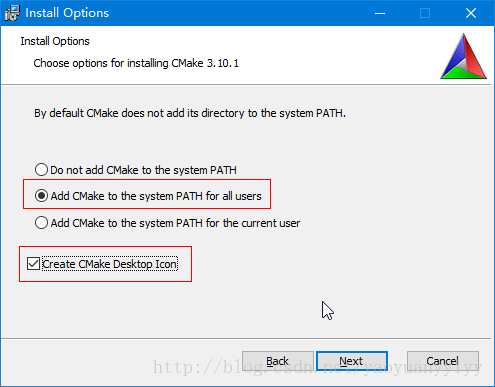 Install Options
Install Options
Choose options for installing CMake 3.10.1
By default CMake does not add its directory to the system PATH.
Do not add CMake to the system PATH
Add CMake to the system PATH for all users
Add CMake to the system PATH for the current user
Create CMake Desktop Icon
Back Next Cancel
http://blog.csdn.net/yaoyuanyylyy